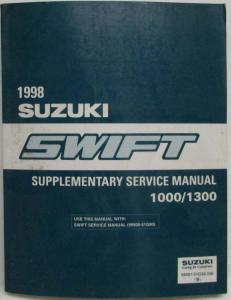 1998
SUZUKI
SWIFT
SUPPLEMENTARY SERVICE MANUAL
1000/1300
USE THIS MANUAL WITH:
SWIFT SERVICE MANUAL
SUZUKI